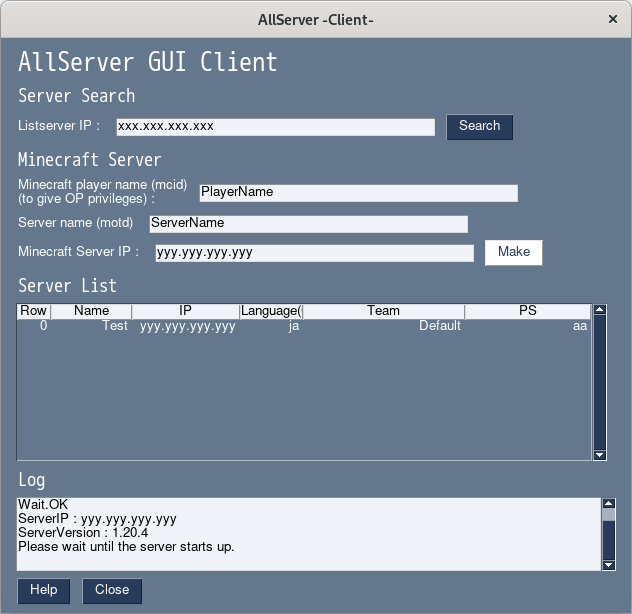 AllServer -Client-
AllServer GUI Client
Server Search
Listserver IP : xxx.xxx.xxx.xxx Search
Minecraft Server
Minecraft player name (mcid)
(to give OP privileges) : PlayerName
Server name (motd) ServerName
Minecraft Server IP : yyy.yyy.yyy.yyy Make
Server List
Row Name IP Language( Team PS
0 Test yyy.yyy.yyy.yyy ja Default aa
Log
Wait.OK
ServerIP : yyy.yyy.yyy.yyy
ServerVersion : 1.20.4
Please wait until the server starts up.
Help Close